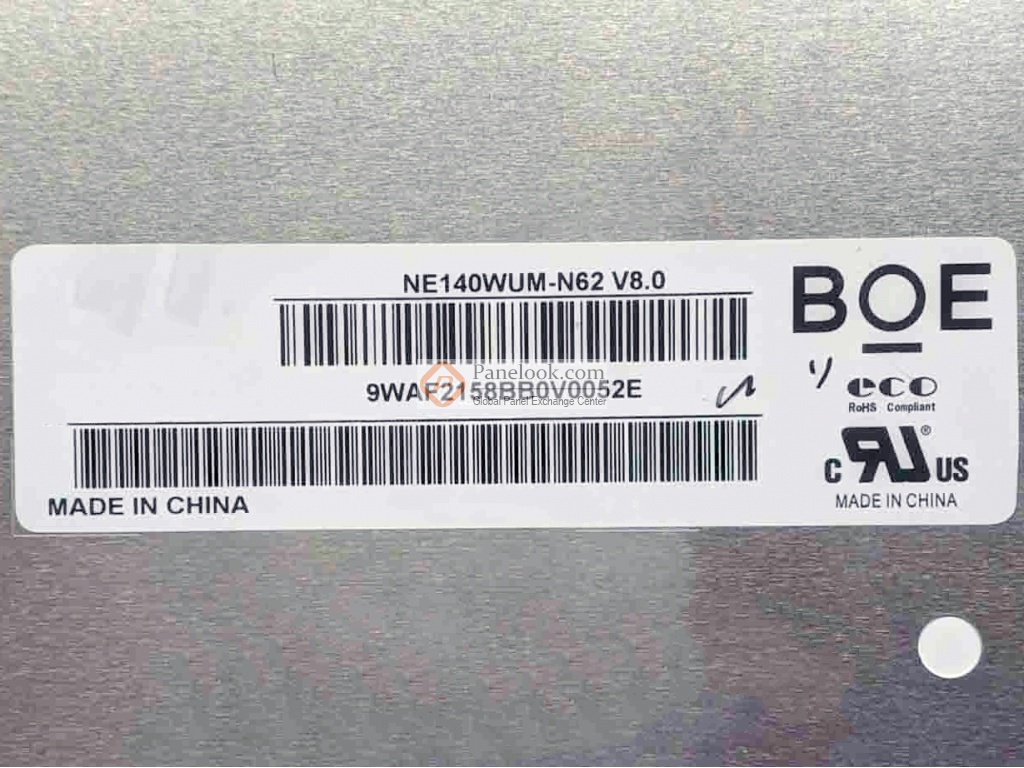 NE140WUM-N62 V8.0
BOE
Panelook.com
9WAF2158BB0V0052E
Global Panel Exchange Center
eco
RoHS Compliant
C RU ® US
MADE IN CHINA
MADE IN CHINA